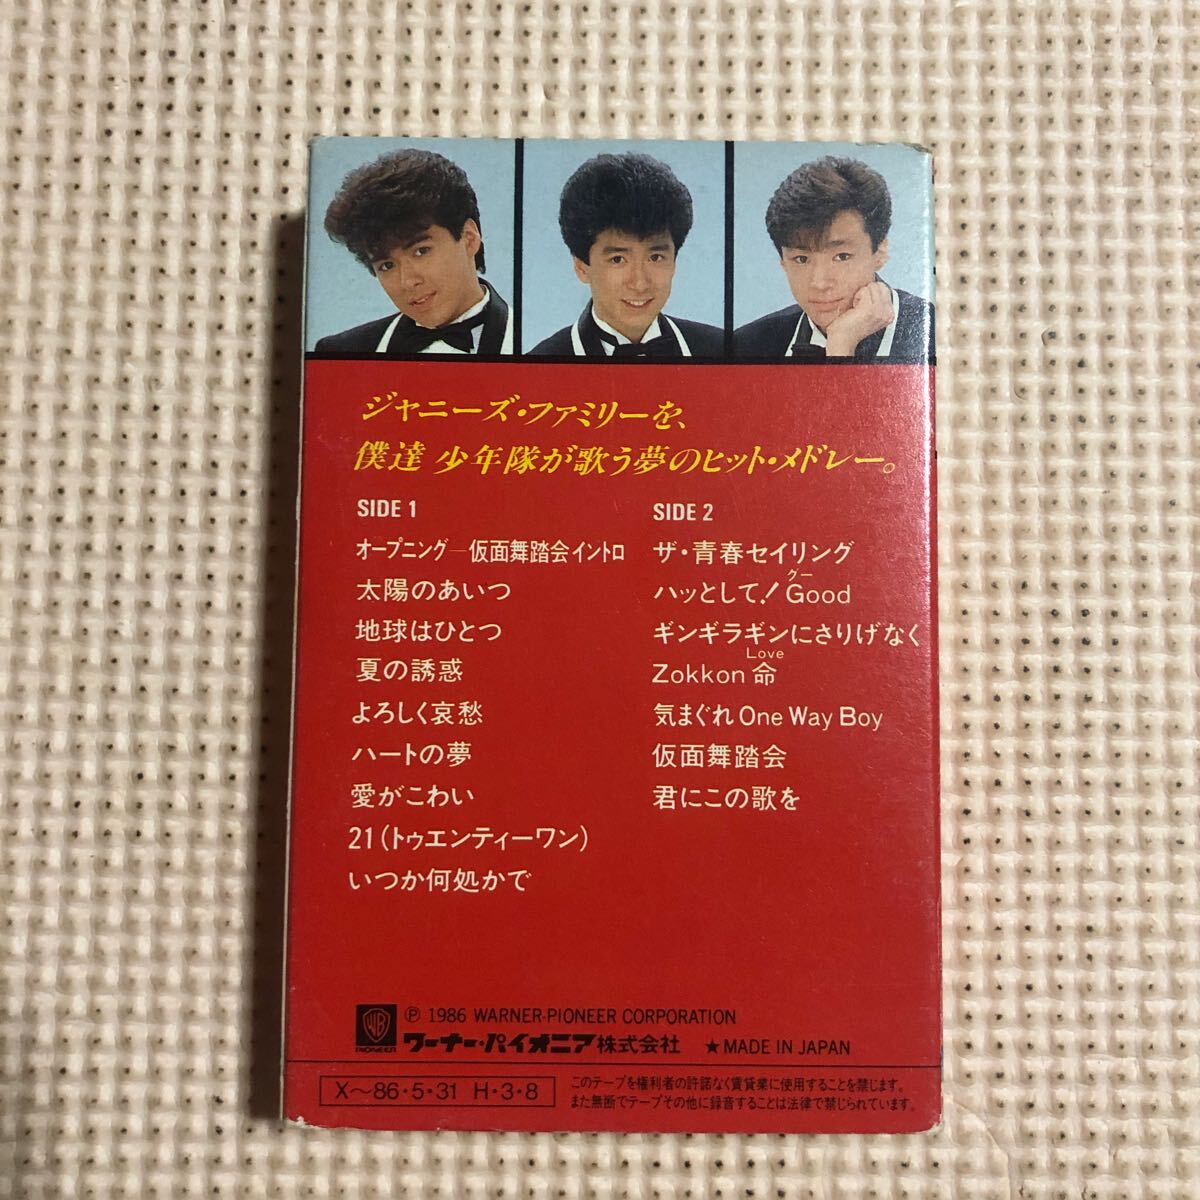 ジャニーズ・ファミリーを、
僕達 少年隊が歌う夢のヒット・メドレー。
SIDE 1
オープニング—仮面舞踏会イントロ
太陽のあいつ
地球はひとつ
夏の誘惑
よろしく哀愁
ハートの夢
愛がこわい
21(トゥエンティーワン)
いつか何処かで
SIDE 2
ザ・青春セイリング
グー
ハッとして!Good
ギンギラギンにさりげなく
Love
Zokkon 命
気まぐれ One Way Boy
仮面舞踏会
君にこの歌を
WB
PIONEER
Ⓟ 1986 WARNER-PIONEER CORPORATION
ワーナー・パイオニア株式会社 ★ MADE IN JAPAN
X〜86・5・31 H・3・8
このテープを権利者の許諾なく賃貸業に使用することを禁じます。
また無断でテープその他に録音することは法律で禁じられています。